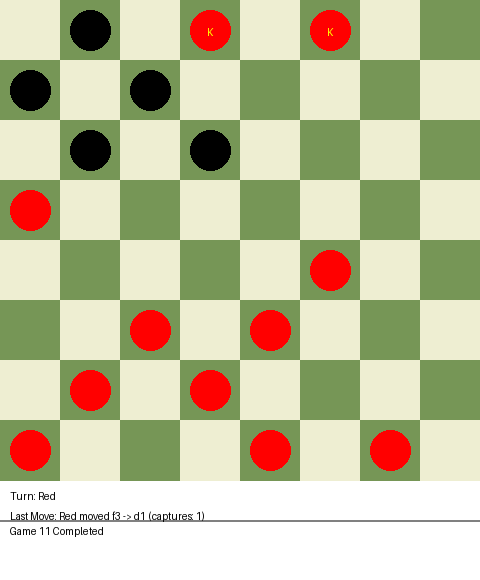 K K
Turn: Red
Last Move: Red moved f3 -> d1 (captures: 1)
Game 11 Completed